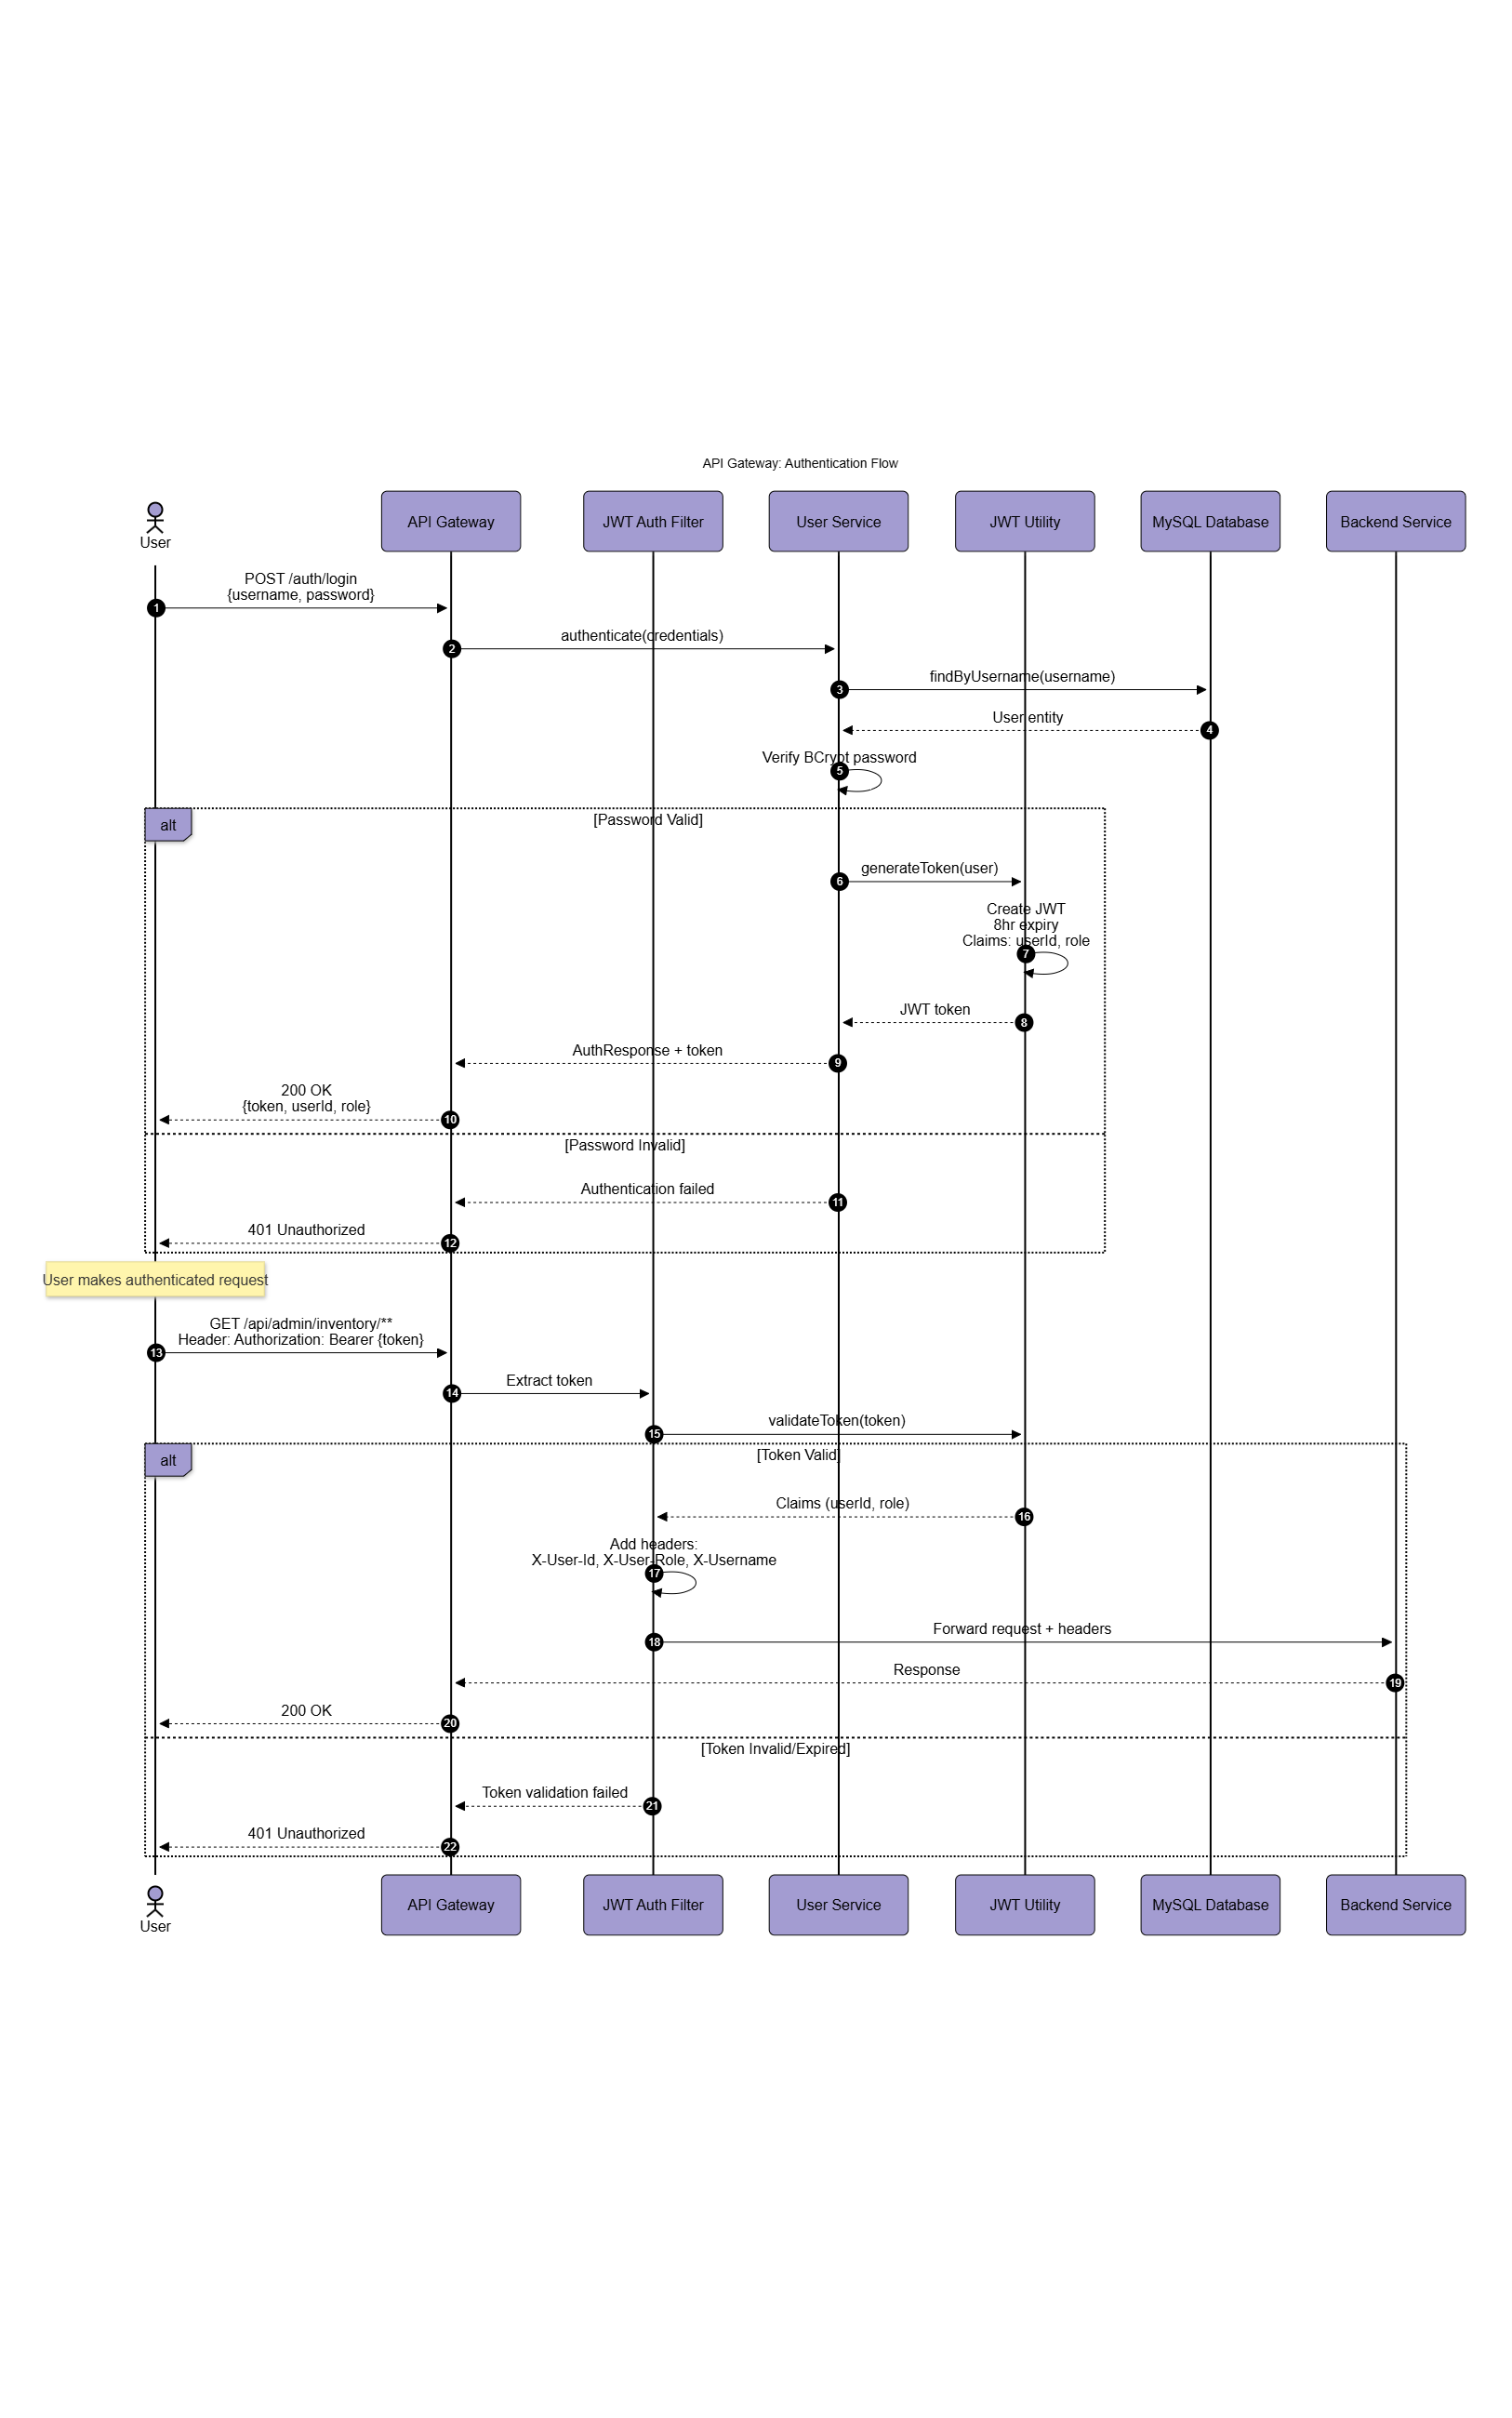 API Gateway: Authentication Flow
User
API Gateway
JWT Auth Filter
User Service
JWT Utility
MySQL Database
Backend Service
POST /auth/login
{username, password}
1
authenticate(credentials)
2
findByUsername(username)
3
User entity
4
Verify BCrypt password
5
alt
[Password Valid]
generateToken(user)
6
Create JWT
8hr expiry
Claims: userId, role
7
JWT token
8
AuthResponse + token
9
200 OK
{token, userId, role}
10
[Password Invalid]
Authentication failed
11
401 Unauthorized
12
User makes authenticated request
GET /api/admin/inventory/**
Header: Authorization: Bearer {token}
13
Extract token
14
validateToken(token)
15
alt
[Token Valid]
Claims (userId, role)
16
Add headers:
X-User-Id, X-User-Role, X-Username
17
Forward request + headers
18
Response
19
200 OK
20
[Token Invalid/Expired]
Token validation failed
21
401 Unauthorized
22
User
API Gateway
JWT Auth Filter
User Service
JWT Utility
MySQL Database
Backend Service